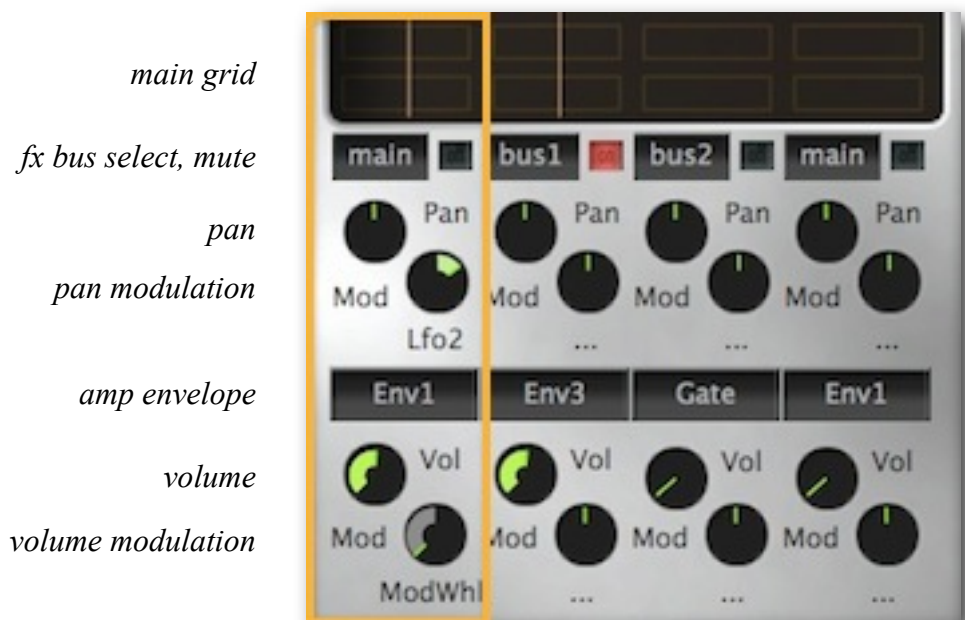 main grid
fx bus select, mute main bus1 on bus2 main
pan Pan Pan Pan Pan
pan modulation Mod Mod Mod Mod
Lfo2 ... ... ...
amp envelope Env1 Env3 Gate Env1
volume Vol Vol Vol Vol
volume modulation Mod Mod Mod Mod
ModWhl ... ... ...